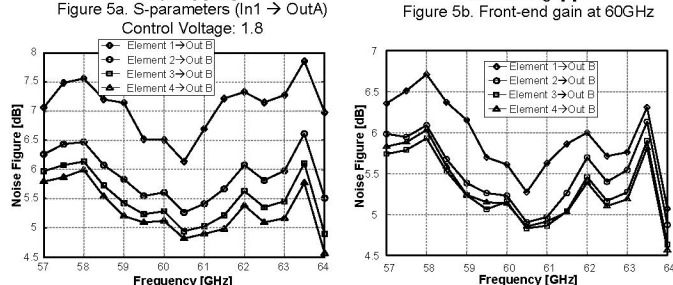 Figure 5a. S-parameters (In1 → OutA)
Control Voltage: 1.8
8
7.5
7
6.5
6
5.5
5
4.5
Noise Figure [dB]
Element 1→Out B
Element 2→Out B
Element 3→Out B
Element 4→Out B
57 58 59 60 61 62 63 64
Frequency [GHz]
Figure 5b. Front-end gain at 60GHz
7
6.5
6
5.5
5
4.5
Noise Figure [dB]
Element 1→Out B
Element 2→Out B
Element 3→Out B
Element 4→Out B
57 58 59 60 61 62 63 64
Frequency [GHz]